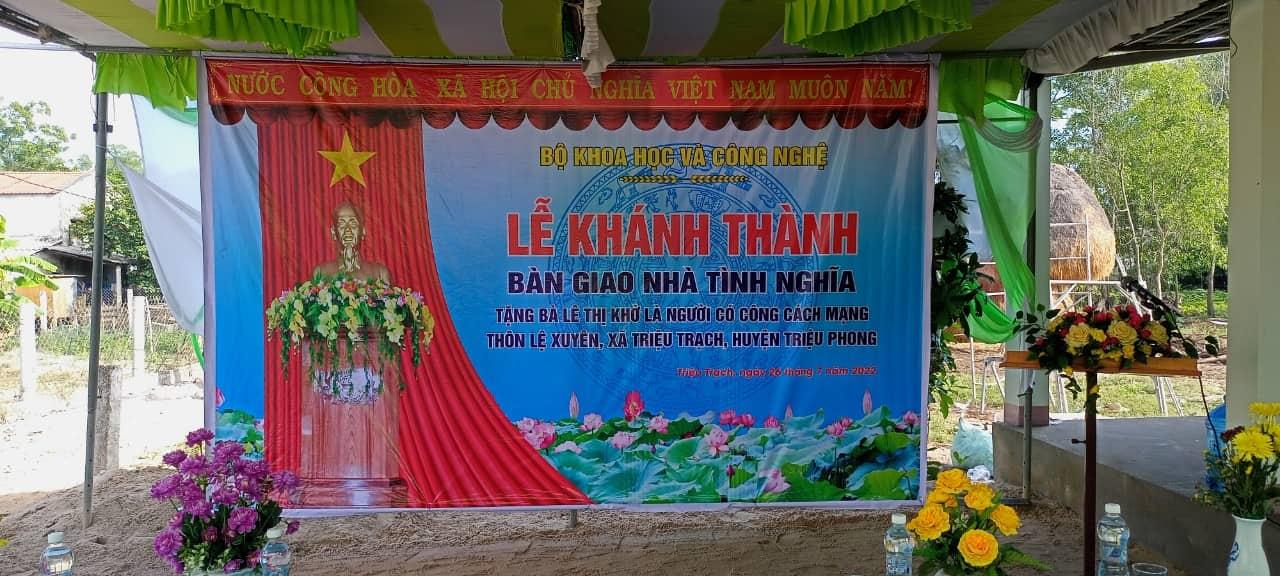 NƯỚC CỘNG HÒA XÃ HỘI CHỦ NGHĨA VIỆT NAM MUÔN NĂM!
BỘ KHOA HỌC VÀ CÔNG NGHỆ
LỄ KHÁNH THÀNH
BÀN GIAO NHÀ TÌNH NGHĨA
TẶNG BÀ LÊ THỊ KHỜ LÀ NGƯỜI CÓ CÔNG CÁCH MẠNG
THÔN LỆ XUYÊN, XÃ TRIỆU TRẠCH, HUYỆN TRIỆU PHONG
Triệu Trạch, ngày 26 tháng 7 năm 2022